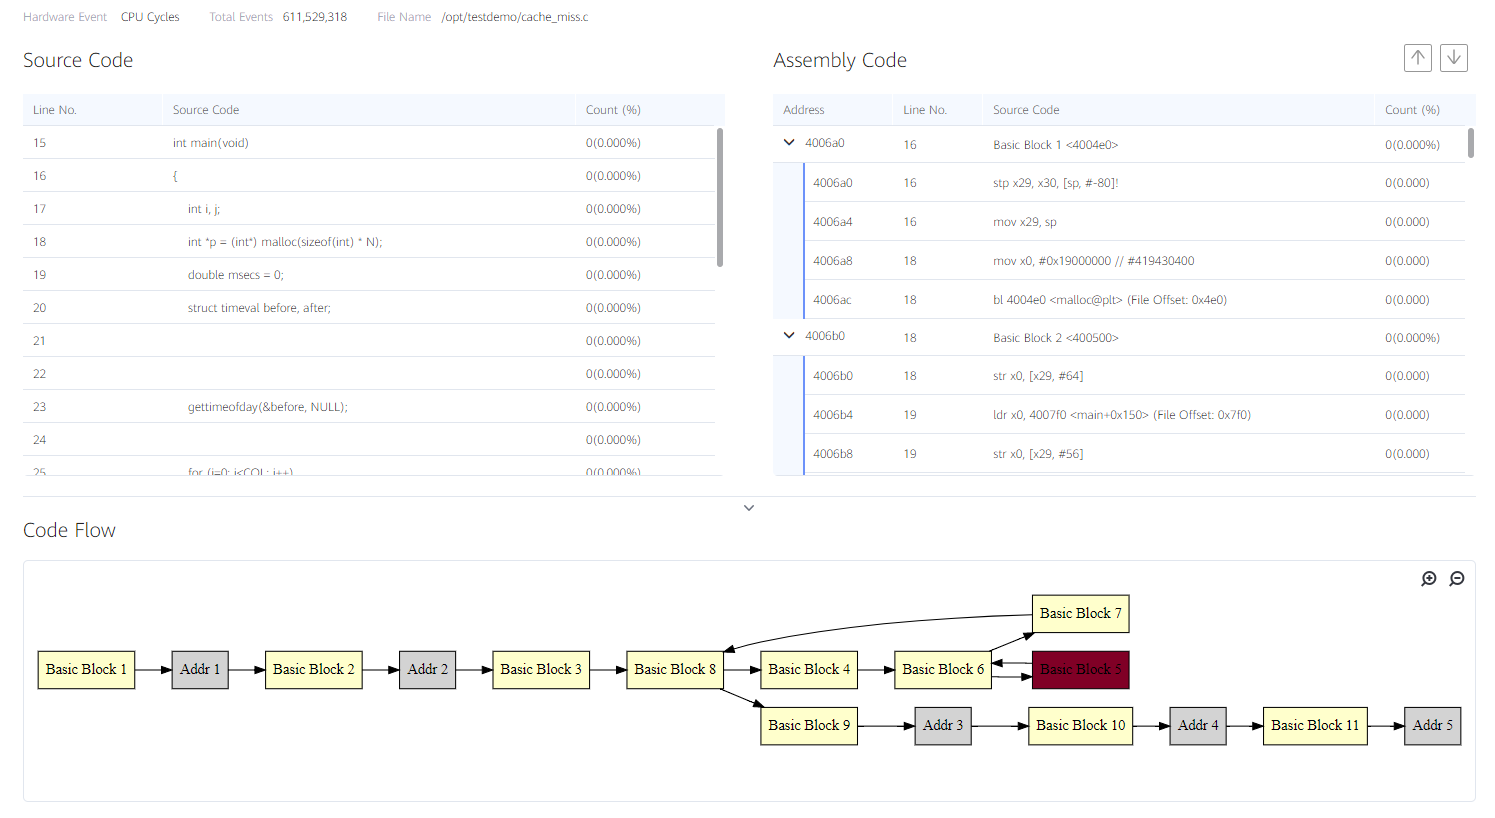 Hardware Event CPU Cycles Total Events 611,529,318 File Name /opt/testdemo/cache_miss.c
Source Code
Line No. Source Code Count (%)
15 int main(void) 0(0.000%)
16 { 0(0.000%)
17 int i, j; 0(0.000%)
18 int *p = (int*) malloc(sizeof(int) * N); 0(0.000%)
19 double msecs = 0; 0(0.000%)
20 struct timeval before, after; 0(0.000%)
21 0(0.000%)
22 0(0.000%)
23 gettimeofday(&before, NULL); 0(0.000%)
24 0(0.000%)
25 for (i=0; i<COL; i++) 0(0.000%)
Assembly Code
Address Line No. Source Code Count (%)
4006a0 16 Basic Block 1 <4004e0> 0(0.000%)
4006a0 16 stp x29, x30, [sp, #-80]! 0(0.000)
4006a4 16 mov x29, sp 0(0.000)
4006a8 18 mov x0, #0x19000000 // #419430400 0(0.000)
4006ac 18 bl 4004e0 <malloc@plt> (File Offset: 0x4e0) 0(0.000)
4006b0 18 Basic Block 2 <400500> 0(0.000%)
4006b0 18 str x0, [x29, #64] 0(0.000)
4006b4 19 ldr x0, 4007f0 <main+0x150> (File Offset: 0x7f0) 0(0.000)
4006b8 19 str x0, [x29, #56] 0(0.000)
Code Flow
Basic Block 7
Basic Block 1 Addr 1 Basic Block 2 Addr 2 Basic Block 3 Basic Block 8 Basic Block 4 Basic Block 6 Basic Block 5
Basic Block 9 Addr 3 Basic Block 10 Addr 4 Basic Block 11 Addr 5